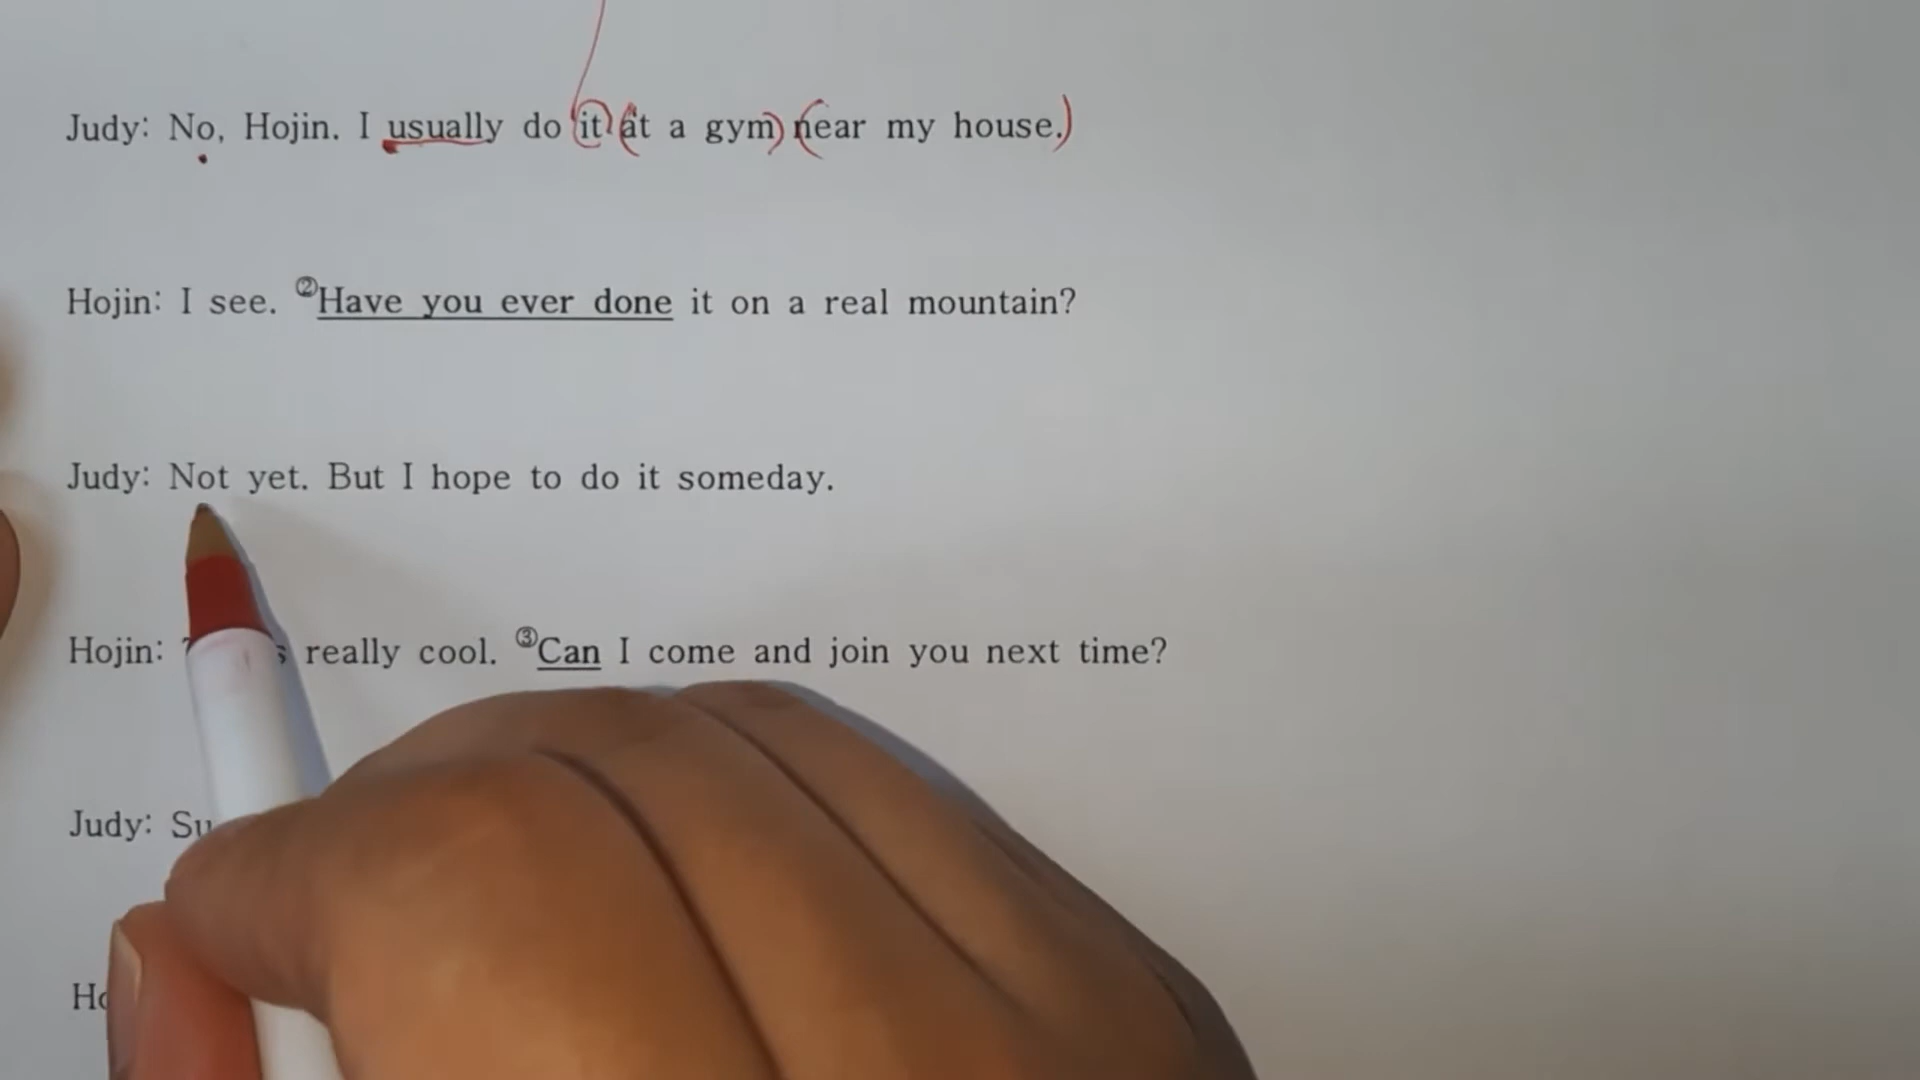 Judy: No, Hojin. I usually do it at a gym near my house.
Hojin: I see. ②Have you ever done it on a real mountain?
Judy: Not yet. But I hope to do it someday.
Hojin: really cool. ③Can I come and join you next time?
Judy: